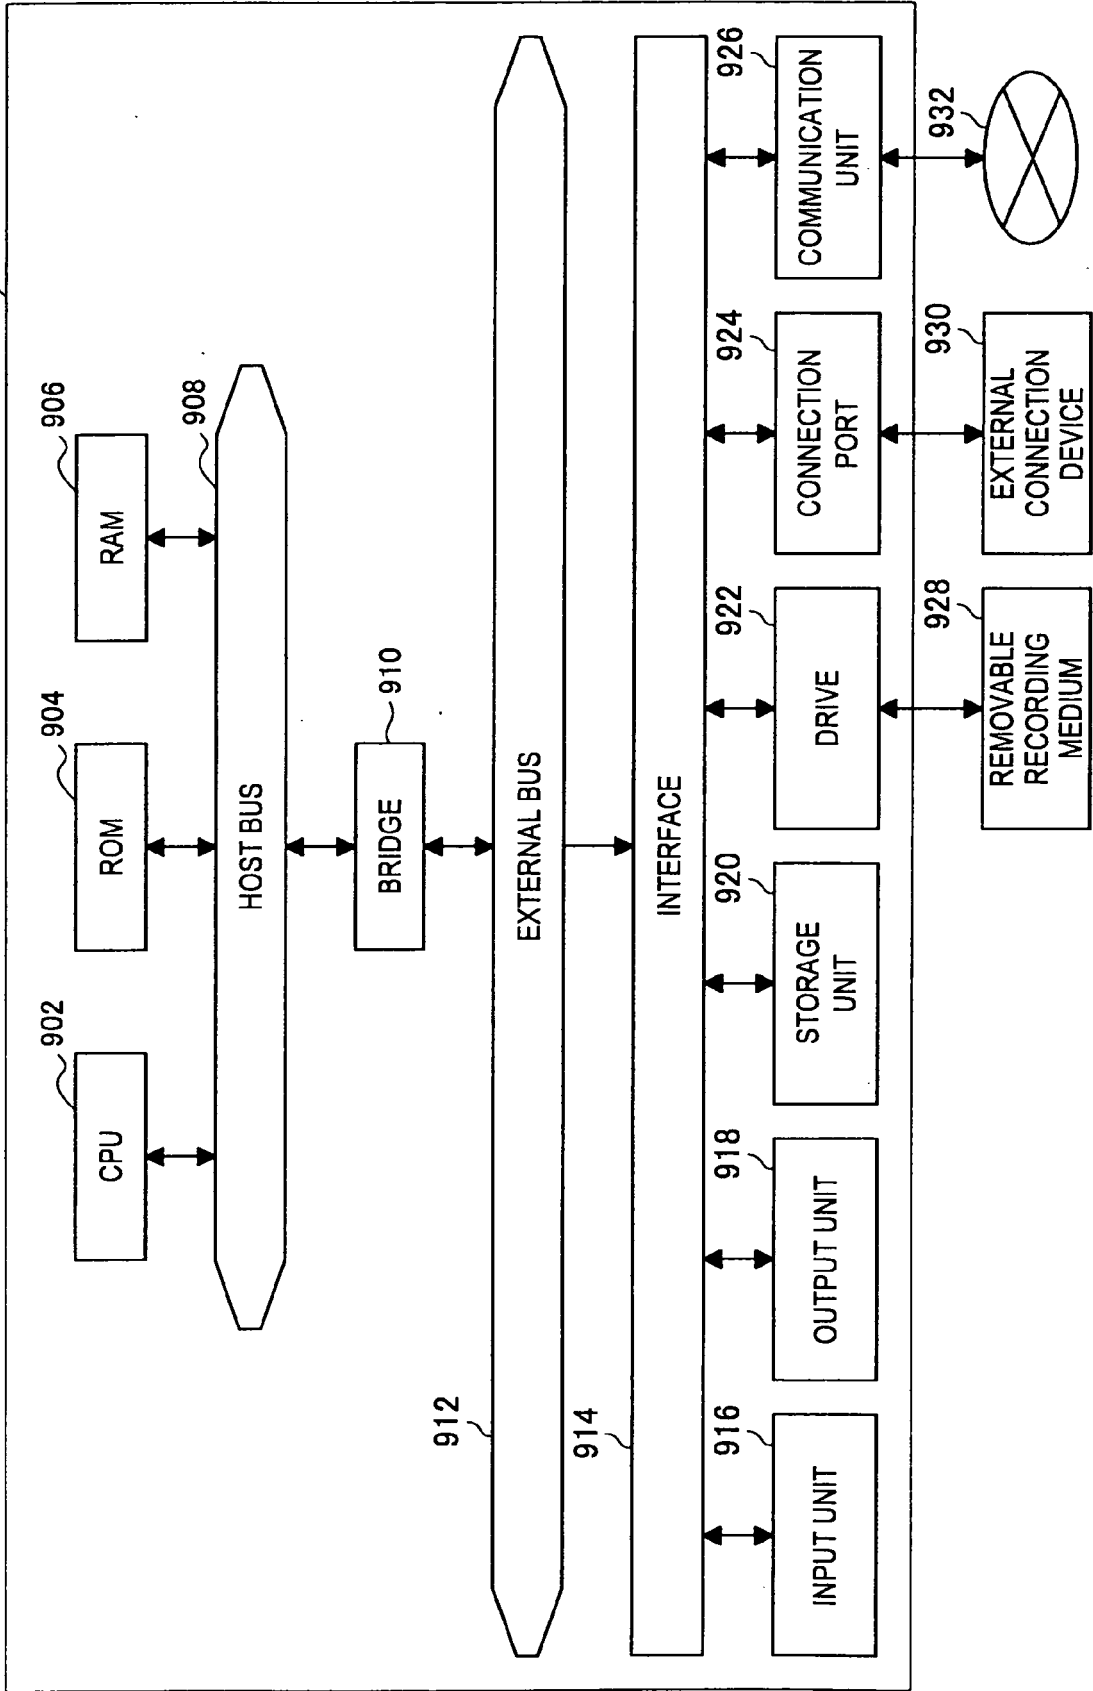 902
CPU
904
ROM
906
RAM
908
HOST BUS
910
BRIDGE
912
EXTERNAL BUS
914
INTERFACE
916
INPUT UNIT
918
OUTPUT UNIT
920
STORAGE
UNIT
922
DRIVE
924
CONNECTION
PORT
926
COMMUNICATION
UNIT
928
REMOVABLE
RECORDING
MEDIUM
930
EXTERNAL
CONNECTION
DEVICE
932